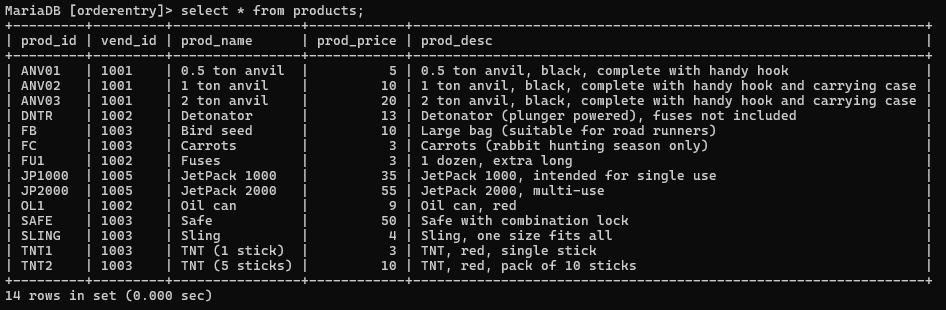 MariaDB [orderentry]> select * from products;
+---------+---------+----------------+------------+----------------------------------------------------------------+
| prod_id | vend_id | prod_name      | prod_price | prod_desc                                                      |
+---------+---------+----------------+------------+----------------------------------------------------------------+
| ANV01   | 1001    | 0.5 ton anvil  |          5 | 0.5 ton anvil, black, complete with handy hook                 |
| ANV02   | 1001    | 1 ton anvil    |         10 | 1 ton anvil, black, complete with handy hook and carrying case |
| ANV03   | 1001    | 2 ton anvil    |         20 | 2 ton anvil, black, complete with handy hook and carrying case |
| DNTR    | 1002    | Detonator      |         13 | Detonator (plunger powered), fuses not included                |
| FB      | 1003    | Bird seed      |         10 | Large bag (suitable for road runners)                          |
| FC      | 1003    | Carrots        |          3 | Carrots (rabbit hunting season only)                           |
| FU1     | 1002    | Fuses          |          3 | 1 dozen, extra long                                            |
| JP1000  | 1005    | JetPack 1000   |         35 | JetPack 1000, intended for single use                          |
| JP2000  | 1005    | JetPack 2000   |         55 | JetPack 2000, multi-use                                        |
| OL1     | 1002    | Oil can        |          9 | Oil can, red                                                   |
| SAFE    | 1003    | Safe           |         50 | Safe with combination lock                                     |
| SLING   | 1003    | Sling          |          4 | Sling, one size fits all                                       |
| TNT1    | 1003    | TNT (1 stick)  |          3 | TNT, red, single stick                                         |
| TNT2    | 1003    | TNT (5 sticks) |         10 | TNT, red, pack of 10 sticks                                    |
+---------+---------+----------------+------------+----------------------------------------------------------------+
14 rows in set (0.000 sec)